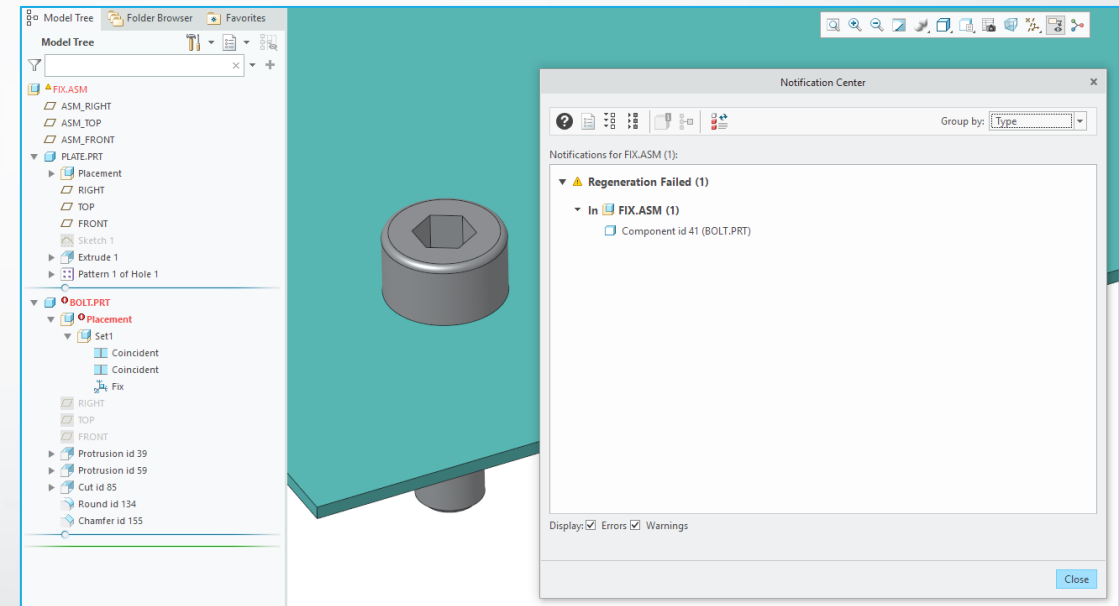 Model Tree Folder Browser Favorites
Model Tree
FIX.ASM
ASM_RIGHT
ASM_TOP
ASM_FRONT
PLATE.PRT
Placement
RIGHT
TOP
FRONT
Sketch 1
Extrude 1
Pattern 1 of Hole 1
BOLT.PRT
Placement
Set1
Coincident
Coincident
Fix
RIGHT
TOP
FRONT
Protrusion id 39
Protrusion id 59
Cut id 85
Round id 134
Chamfer id 155
Notification Center
Group by: Type
Notifications for FIX.ASM (1):
Regeneration Failed (1)
In FIX.ASM (1)
Component id 41 (BOLT.PRT)
Display: Errors Warnings
Close